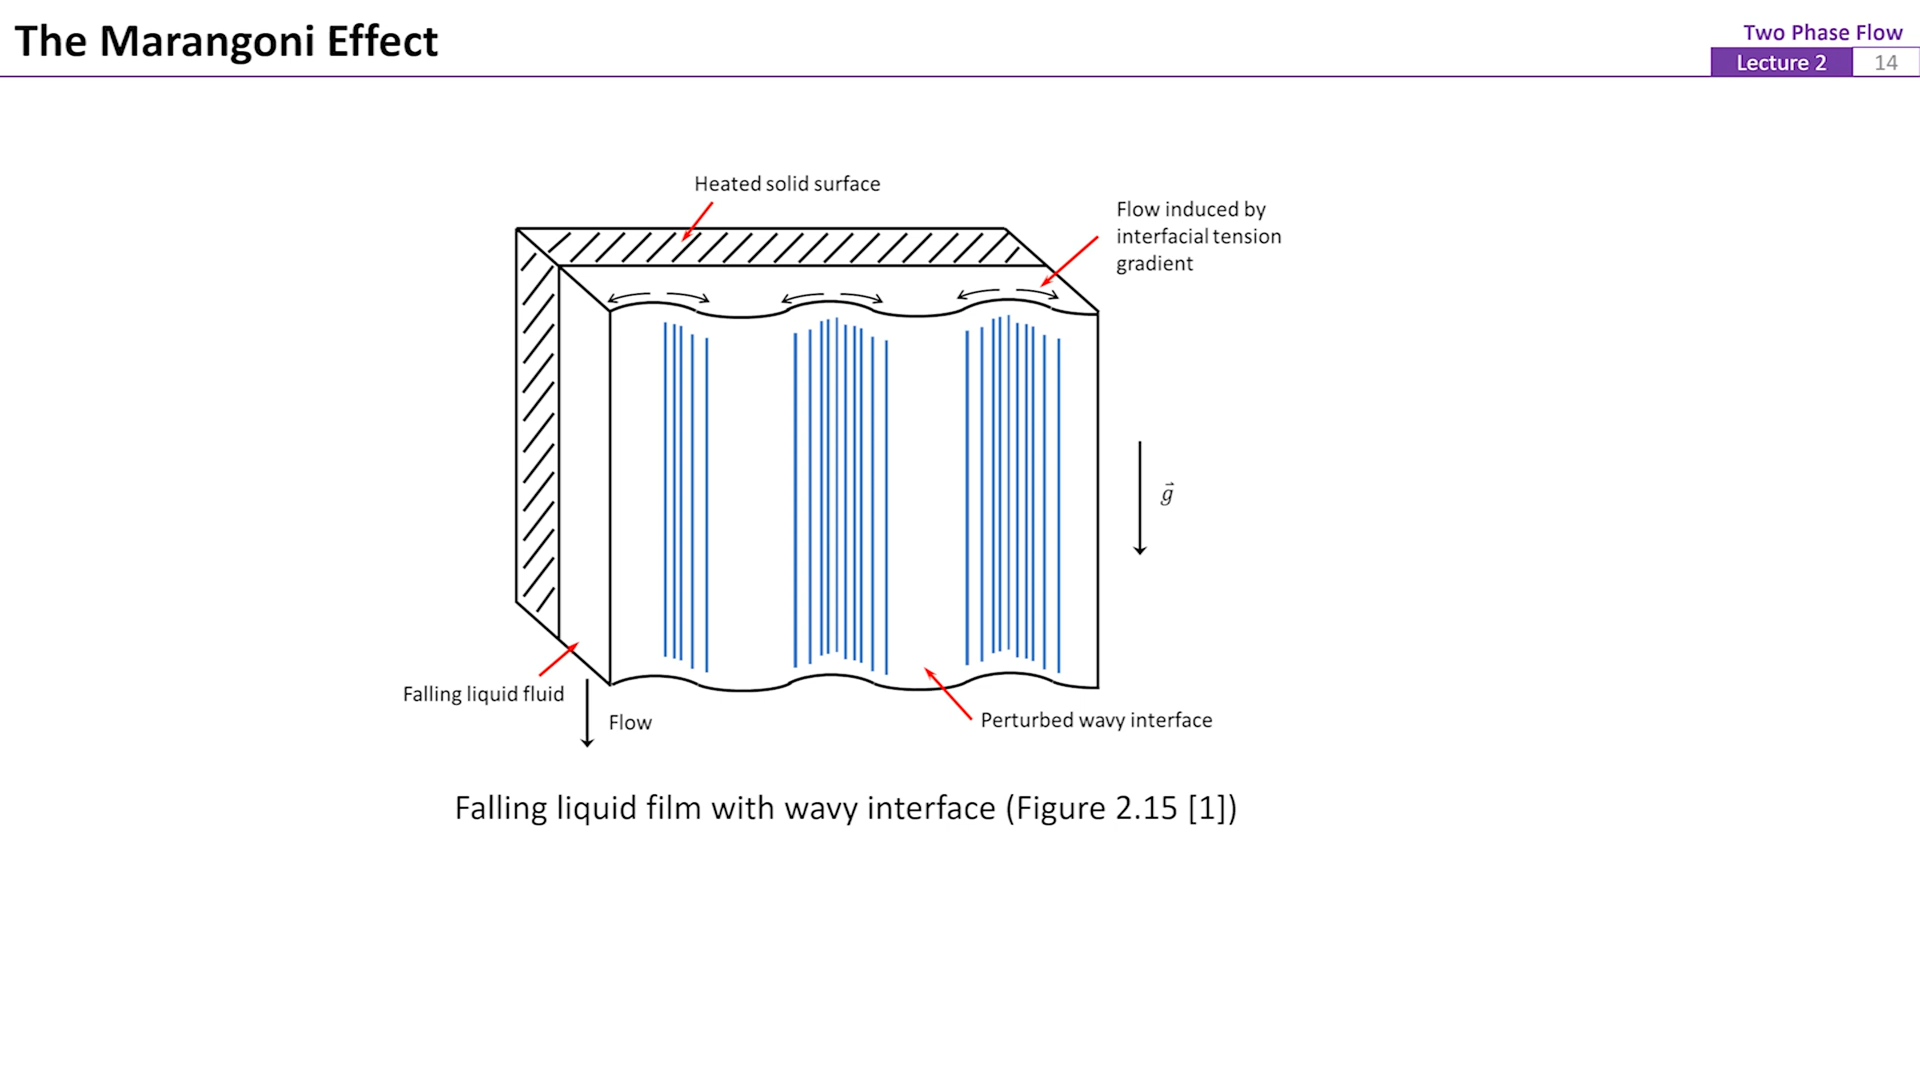 The Marangoni Effect
Two Phase Flow
Lecture 2
14
Heated solid surface
Flow induced by
interfacial tension
gradient
g⃗
Falling liquid fluid
Flow
Perturbed wavy interface
Falling liquid film with wavy interface (Figure 2.15 [1])